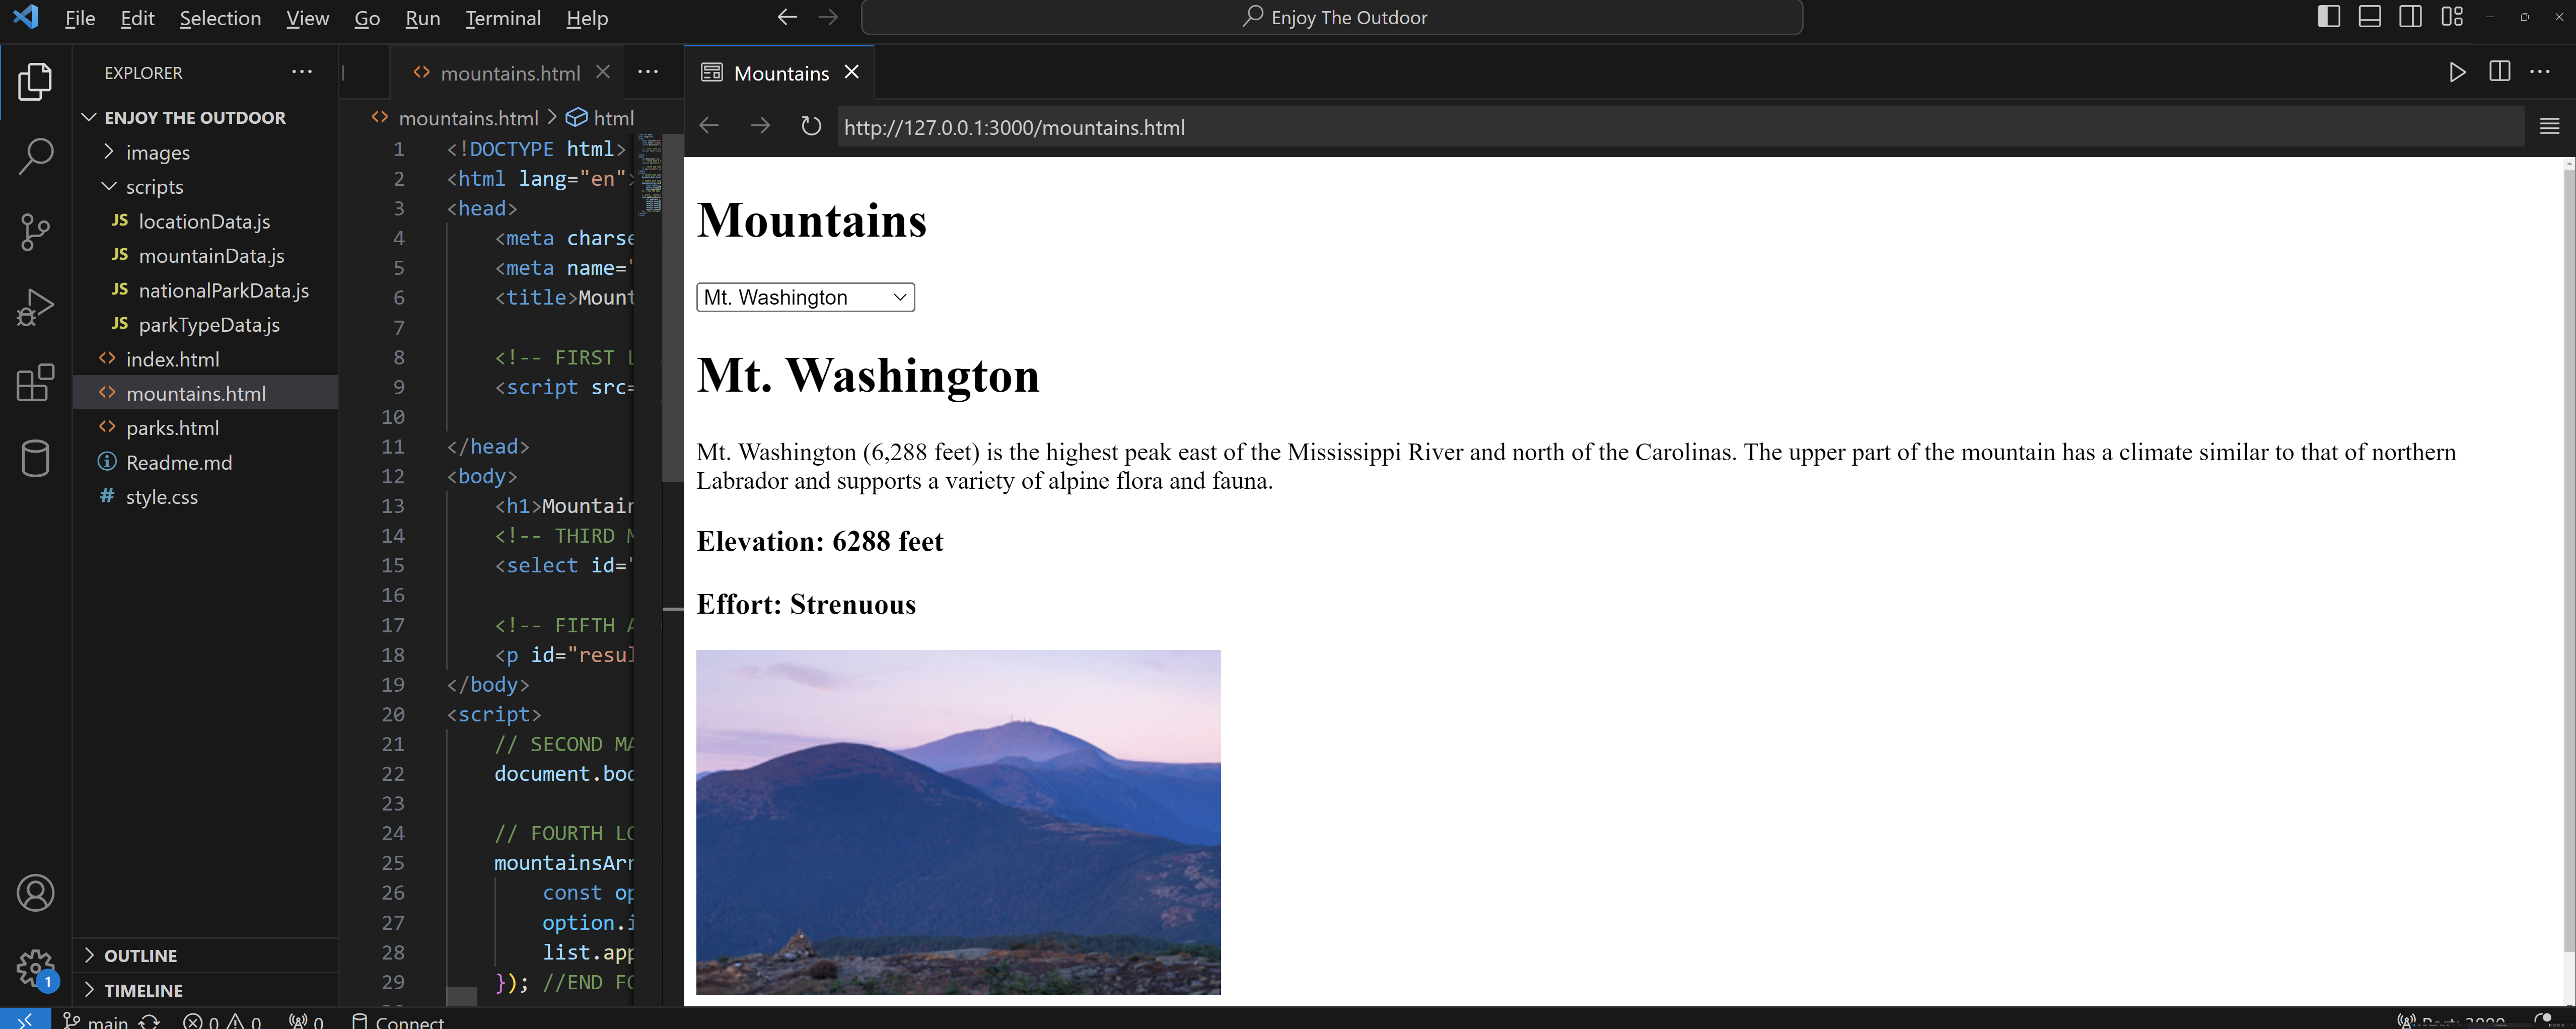 File Edit Selection View Go Run Terminal Help
Enjoy The Outdoor
EXPLORER
ENJOY THE OUTDOOR
images
scripts
JS locationData.js
JS mountainData.js
JS nationalParkData.js
JS parkTypeData.js
<> index.html
<> mountains.html
<> parks.html
Readme.md
# style.css
OUTLINE
TIMELINE
1
<> mountains.html
<> mountains.html > html
1 <!DOCTYPE html>
2 <html lang="en">
3 <head>
4 <meta charse
5 <meta name="
6 <title>Mount
7
8 <!-- FIRST L
9 <script src=
10
11 </head>
12 <body>
13 <h1>Mountain
14 <!-- THIRD M
15 <select id="
16
17 <!-- FIFTH A
18 <p id="resul
19 </body>
20 <script>
21 // SECOND MA
22 document.bod
23
24 // FOURTH LO
25 mountainsArr
26 const op
27 option.i
28 list.app
29 }); //END FO
Mountains
http://127.0.0.1:3000/mountains.html
Mountains
Mt. Washington
Mt. Washington
Mt. Washington (6,288 feet) is the highest peak east of the Mississippi River and north of the Carolinas. The upper part of the mountain has a climate similar to that of northern
Labrador and supports a variety of alpine flora and fauna.
Elevation: 6288 feet
Effort: Strenuous
main 0 0 0 Connect
Port: 3000